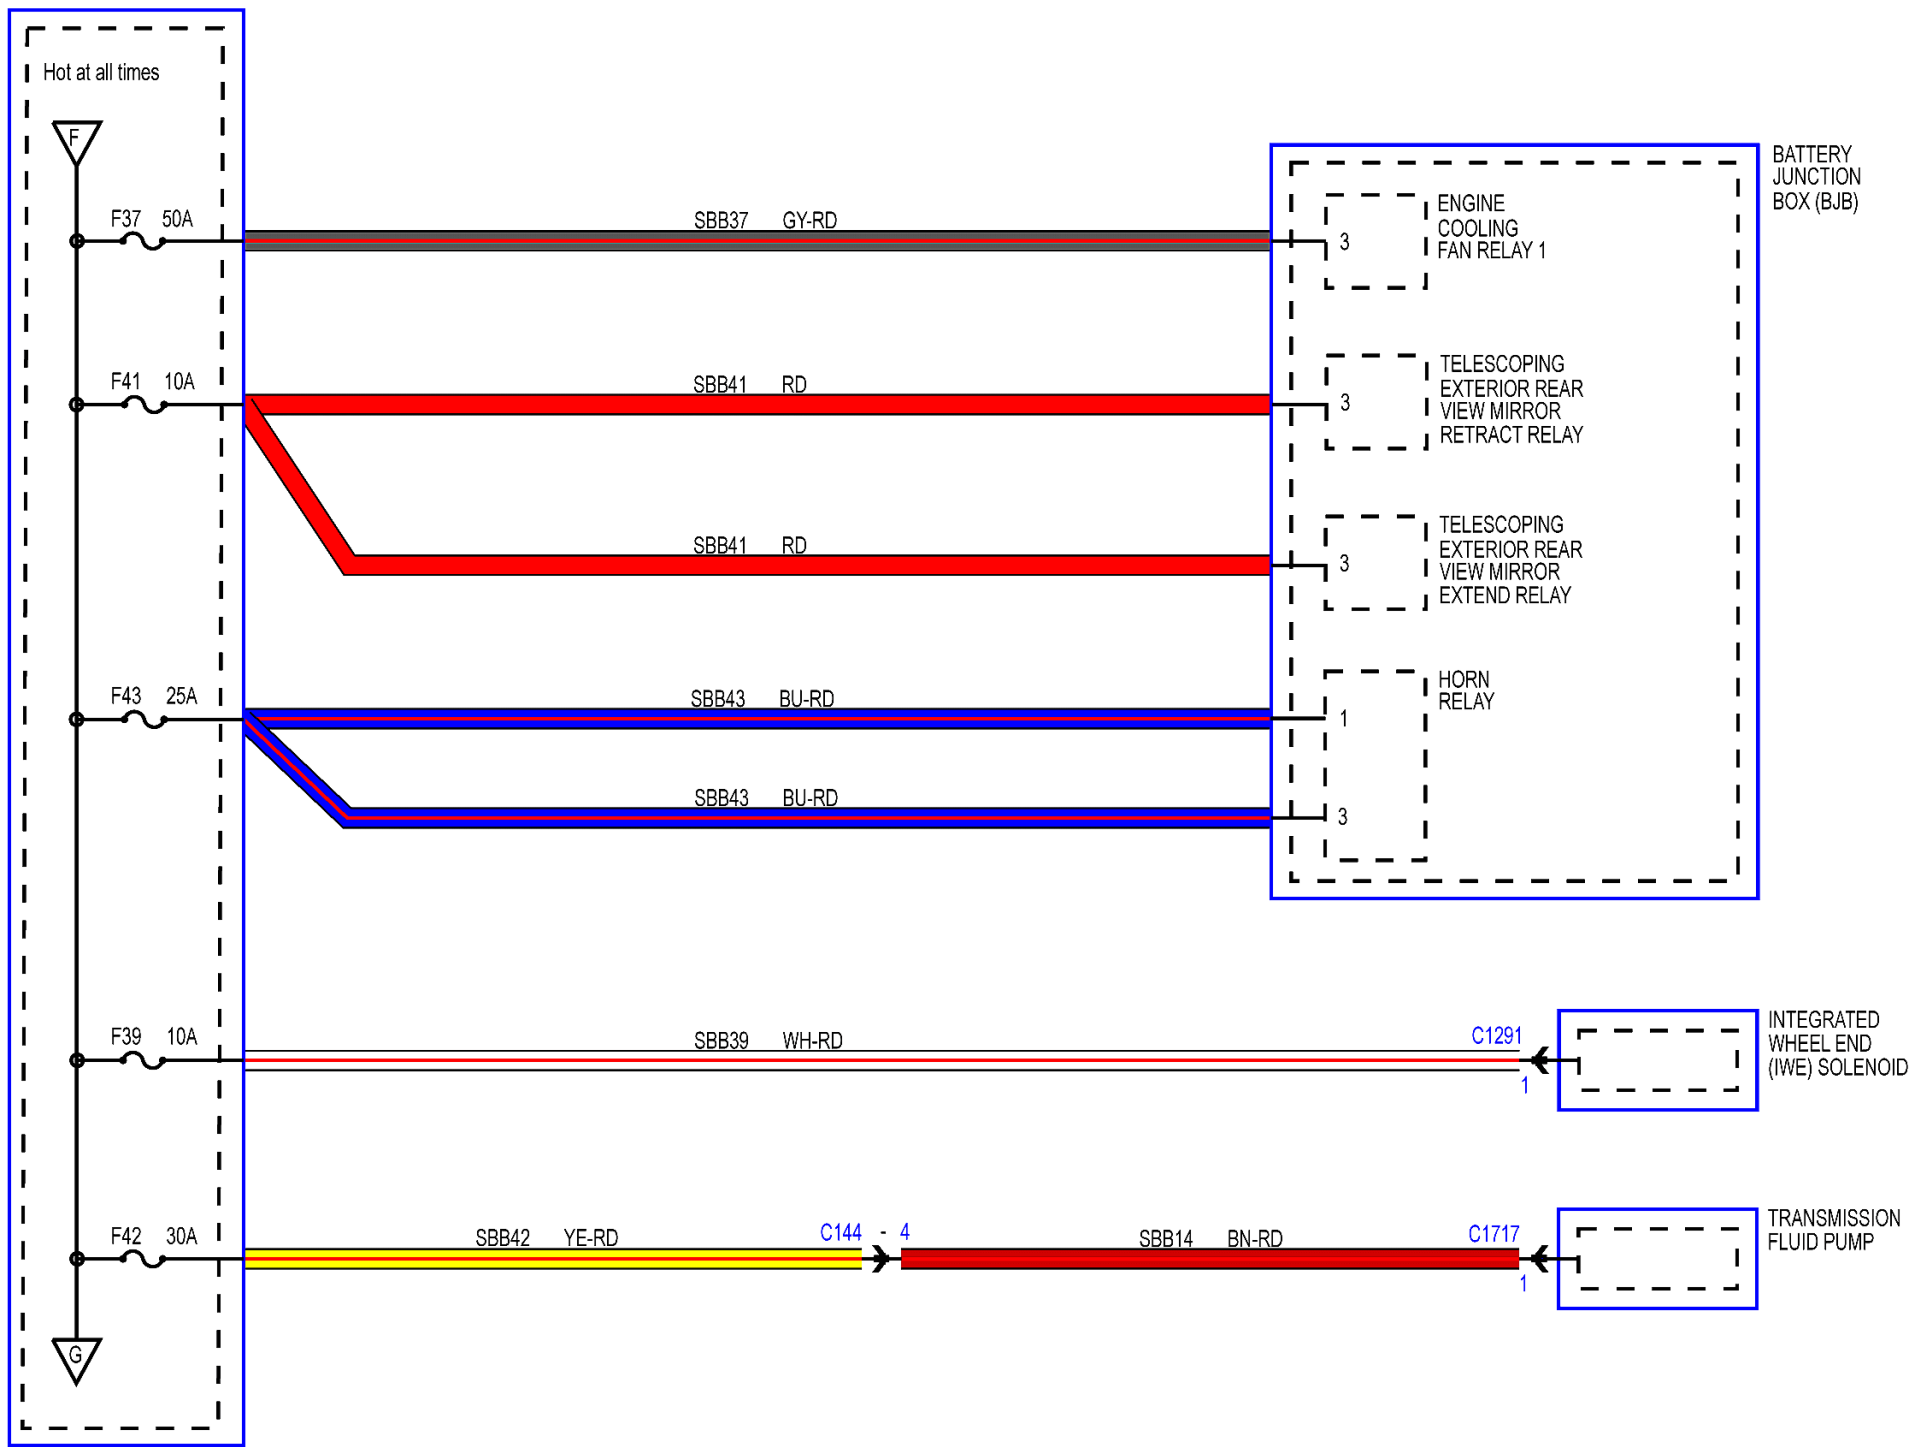 Hot at all times
F
F37 50A
SBB37 GY-RD
3
ENGINE
COOLING
FAN RELAY 1
BATTERY
JUNCTION
BOX (BJB)
F41 10A
SBB41 RD
3
TELESCOPING
EXTERIOR REAR
VIEW MIRROR
RETRACT RELAY
SBB41 RD
3
TELESCOPING
EXTERIOR REAR
VIEW MIRROR
EXTEND RELAY
F43 25A
SBB43 BU-RD
1
HORN
RELAY
SBB43 BU-RD
3
F39 10A
SBB39 WH-RD
C1291
1
INTEGRATED
WHEEL END
(IWE) SOLENOID
F42 30A
SBB42 YE-RD
C144 - 4
SBB14 BN-RD
C1717
1
TRANSMISSION
FLUID PUMP
G